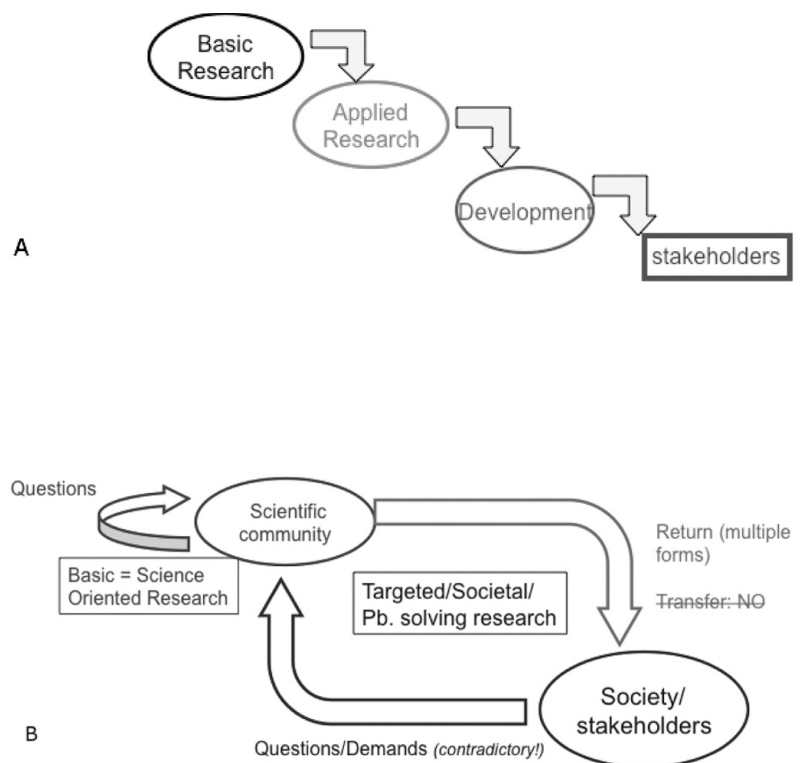 Basic
Research
Applied
Research
Development
stakeholders
A
Questions
Scientific
community
Basic = Science
Oriented Research
Targeted/Societal/
Pb. solving research
Return (multiple
forms)
Transfer: NO
Society/
stakeholders
Questions/Demands (contradictory!)
B